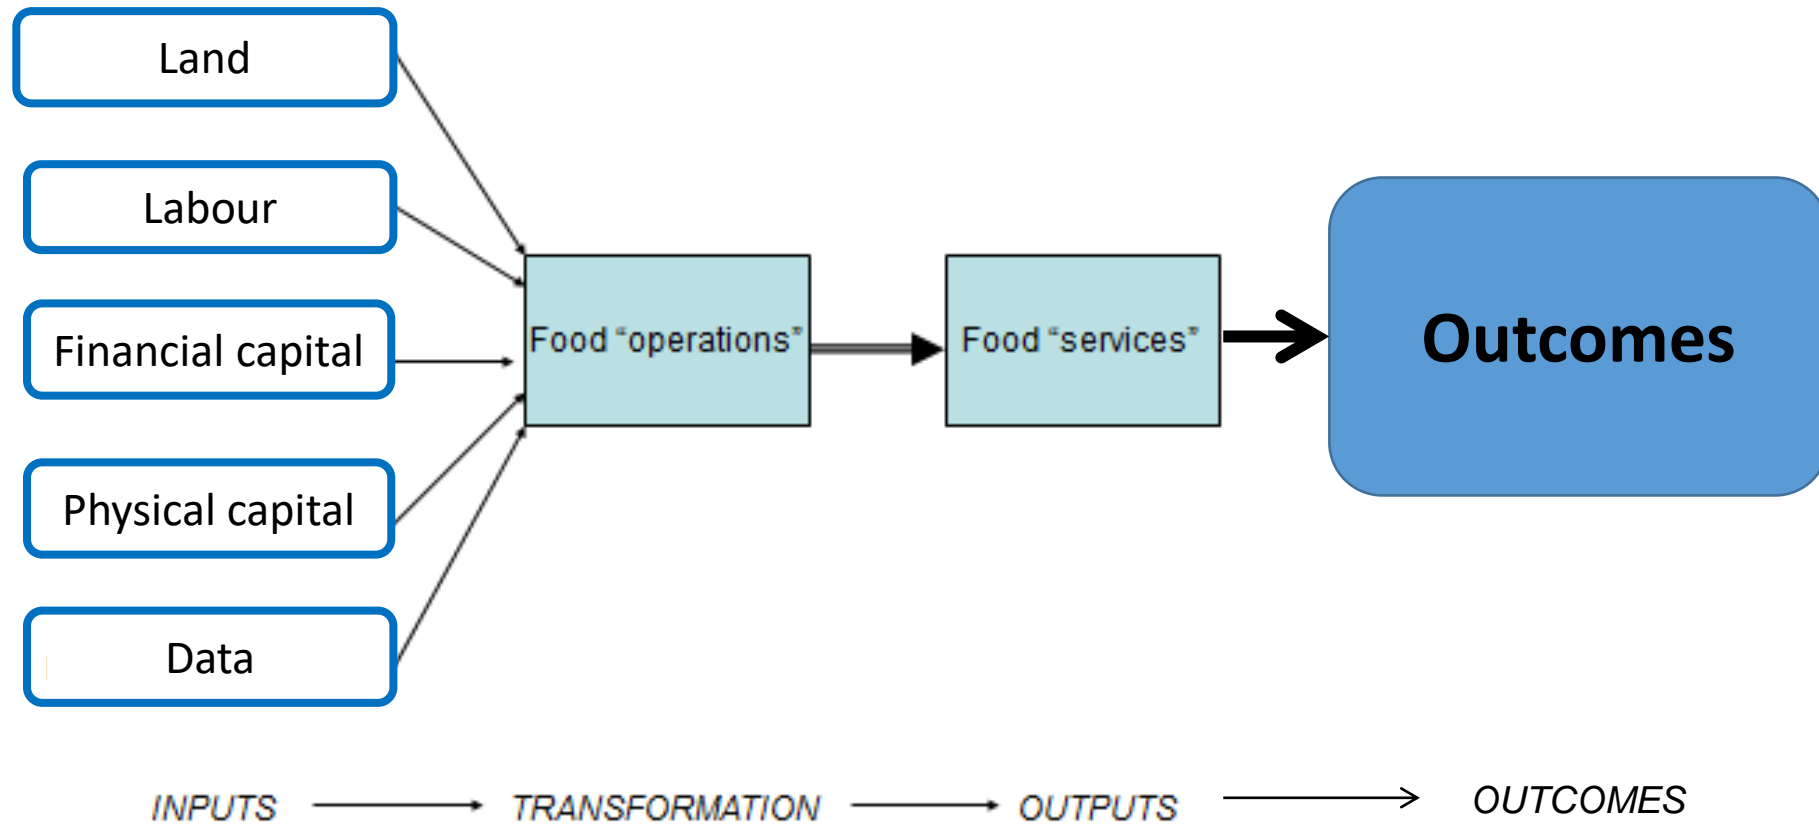 Land
Labour
Financial capital
Physical capital
Data
Food “operations”
Food “services”
Outcomes
INPUTS
TRANSFORMATION
OUTPUTS
OUTCOMES